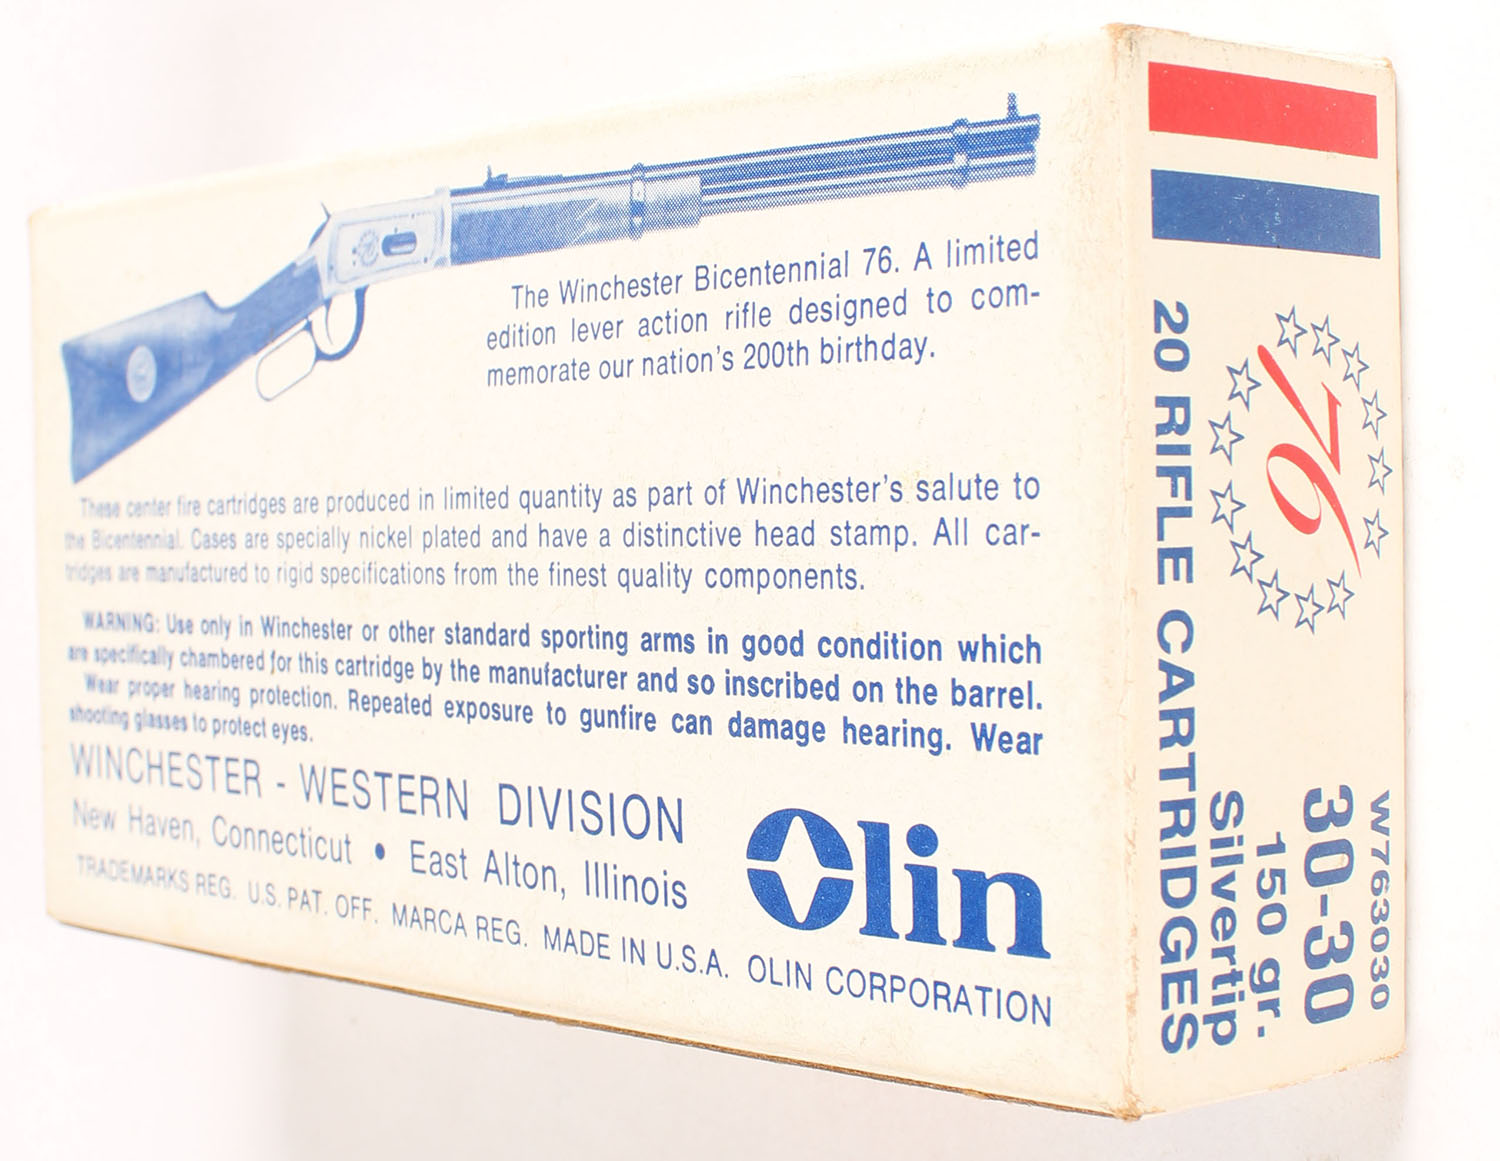 The Winchester Bicentennial 76. A limited
edition lever action rifle designed to com-
memorate our nation's 200th birthday.
These center fire cartridges are produced in limited quantity as part of Winchester's salute to
the Bicentennial. Cases are specially nickel plated and have a distinctive head stamp. All car-
tridges are manufactured to rigid specifications from the finest quality components.
WARNING: Use only in Winchester or other standard sporting arms in good condition which
are specifically chambered for this cartridge by the manufacturer and so inscribed on the barrel.
Wear proper hearing protection. Repeated exposure to gunfire can damage hearing. Wear
shooting glasses to protect eyes.
WINCHESTER - WESTERN DIVISION
New Haven, Connecticut • East Alton, Illinois
TRADEMARKS REG. U.S. PAT. OFF. MARCA REG. MADE IN U.S.A. OLIN CORPORATION
Olin
76
W763030
30-30
150 gr.
Silvertip
20 RIFLE CARTRIDGES